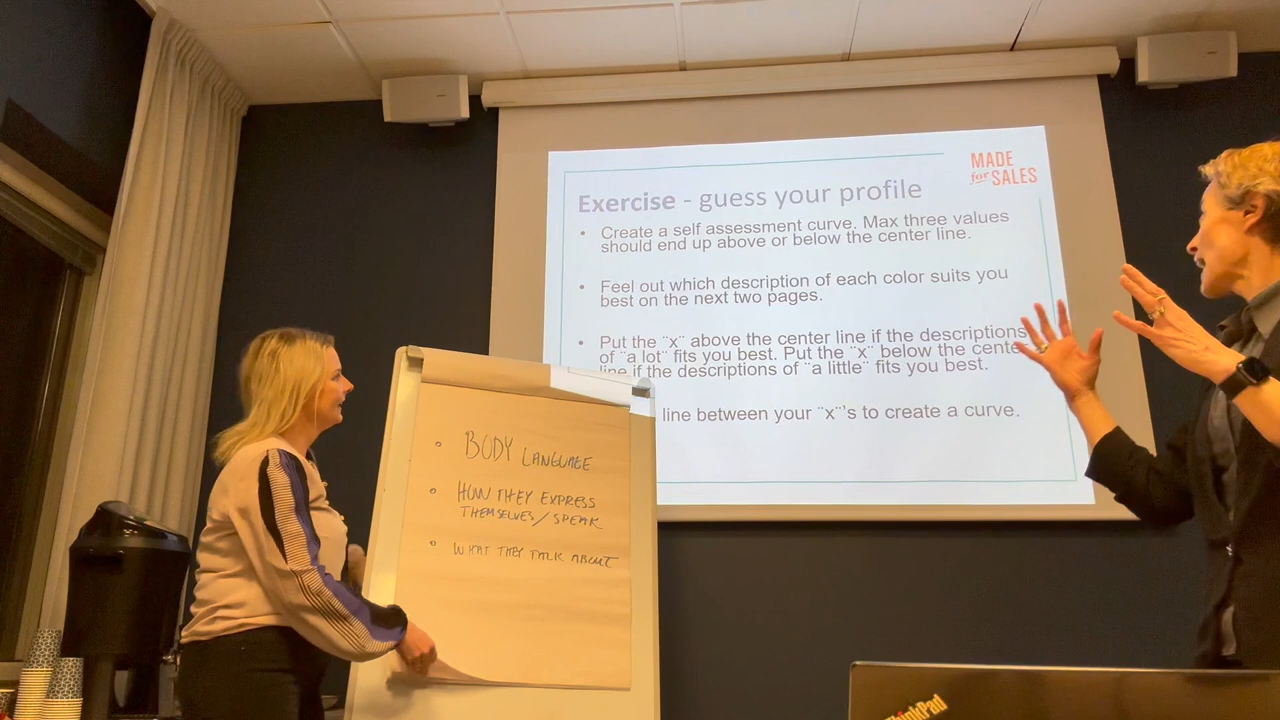 MADE
for SALES
Exercise - guess your profile
• Create a self assessment curve. Max three values
should end up above or below the center line.
• Feel out which description of each color suits you
best on the next two pages.
• Put the ¨x¨ above the center line if the descriptions
of ¨a lot¨ fits you best. Put the ¨x¨ below the cente
line if the descriptions of ¨a little¨ fits you best.
line between your ¨x¨'s to create a curve.
• BODY LANGUAGE
• HOW THEY EXPRESS
THEMSELVES/SPEAK
• WHAT THEY TALK ABOUT
ThinkPad